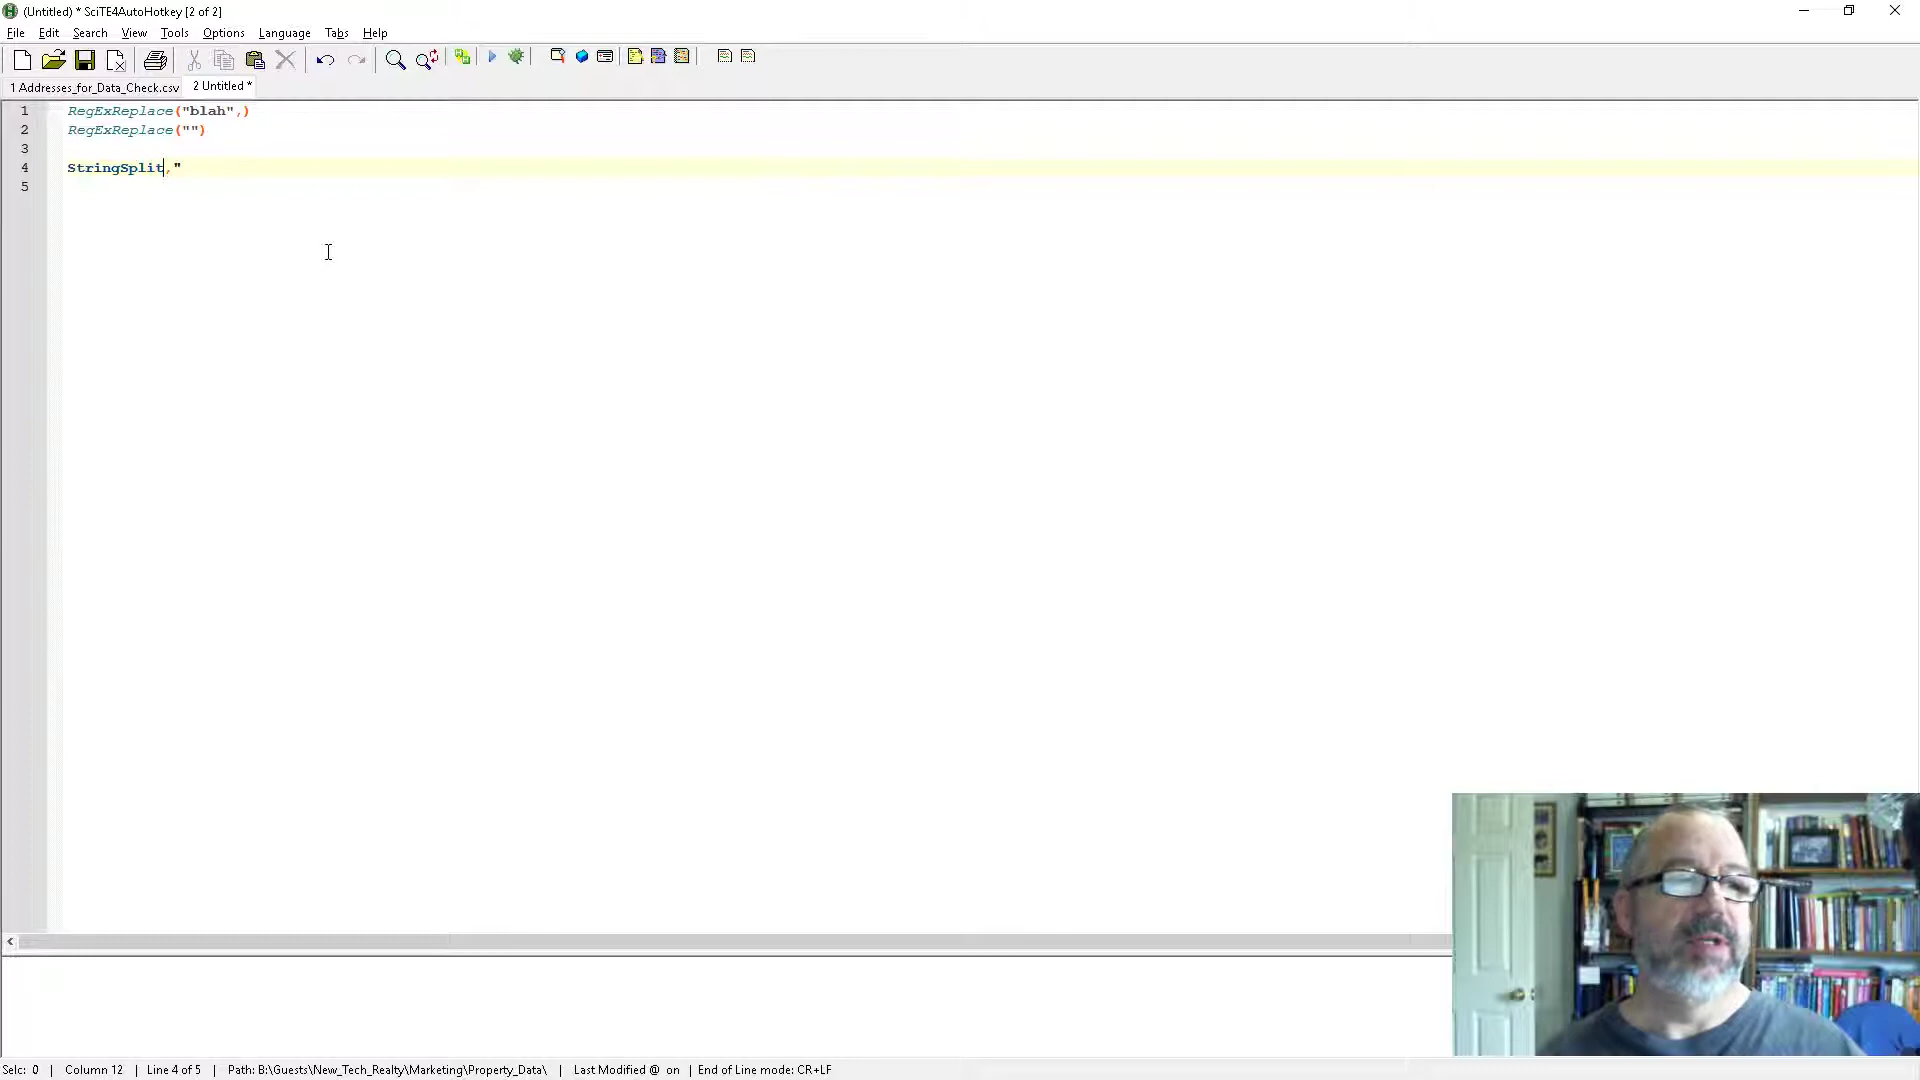 (Untitled) * SciTE4AutoHotkey [2 of 2]
File Edit Search View Tools Options Language Tabs Help
1 Addresses_for_Data_Check.csv 2 Untitled *
1 RegExReplace("blah",)
2 RegExReplace("")
3
4 StringSplit,"
5
Selc: 0 | Column 12 | Line 4 of 5 | Path: B:\Guests\New_Tech_Realty\Marketing\Property_Data\ | Last Modified @ on | End of Line mode: CR+LF